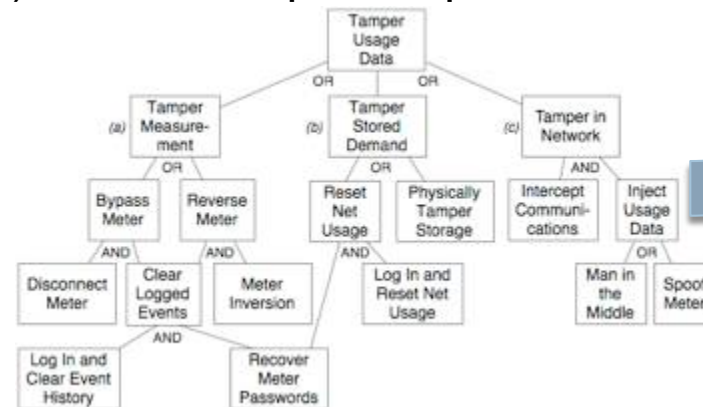 Tamper
Usage
Data
OR
OR
(a)
Tamper
Measure-
ment
(b)
Tamper
Stored
Demand
(c)
Tamper in
Network
OR
OR
AND
Bypass
Meter
Reverse
Meter
Reset
Net
Usage
Physically
Tamper
Storage
Intercept
Communi-
cations
Inject
Usage
Data
AND
AND
AND
OR
Disconnect
Meter
Clear
Logged
Events
Meter
Inversion
Log In and
Reset Net
Usage
Man in
the
Middle
Spoof
Meter
AND
Log In and
Clear Event
History
Recover
Meter
Passwords